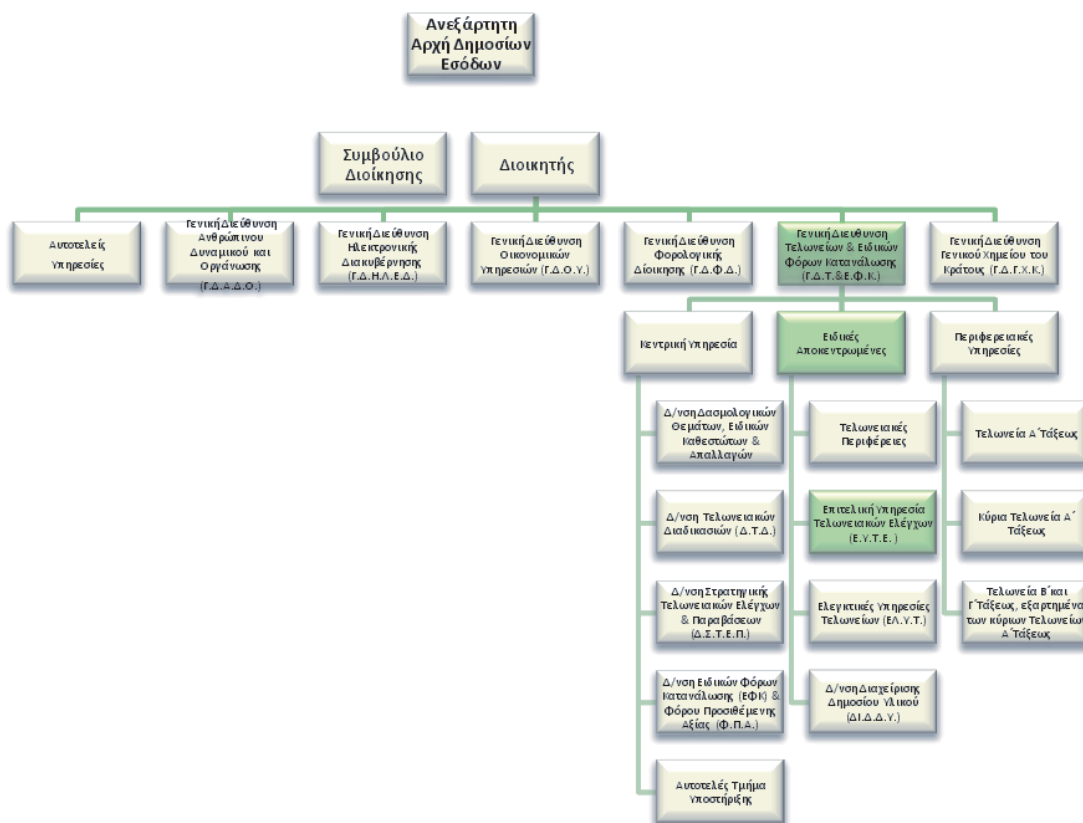 Ανεξάρτητη
Αρχή Δημοσίων
Εσόδων
Συμβούλιο
Διοίκησης
Διοικητής
Αυτοτελείς
Υπηρεσίες
Γενική Διεύθυνση
Ανθρώπινου
Δυναμικού και
Οργάνωσης
(Γ.Δ.Α.Δ.Ο.)
Γενική Διεύθυνση
Ηλεκτρονικής
Διακυβέρνησης
(Γ.Δ.Η.Λ.Ε.Δ.)
Γενική Διεύθυνση
Οικονομικών
Υπηρεσιών (Γ.Δ.Ο.Υ.)
Γενική Διεύθυνση
Φορολογικής
Δίοικησης (Γ.Δ.Φ.Δ.)
Γενική Διεύθυνση
Τελωνείων & Ειδικών
Φόρων Κατανάλωσης
(Γ.Δ.Τ.&Ε.Φ.Κ.)
Γενική Διεύθυνση
Γενικού Χημείου του
Κράτους (Γ.Δ.Γ.Χ.Κ.)
Κεντρική Υπηρεσία
Ειδικές
Αποκεντρωμένες
Περιφερειακές
Υπηρεσίες
Δ/νση Δασμολογικών
Θεμάτων, Ειδικών
Καθεστώτων &
Απαλλαγών
Δ/νση Τελωνειακών
Διαδικασιών (Δ.Τ.Δ.)
Δ/νση Στρατηγικής
Τελωνειακών Ελέγχων
& Παραβάσεων
(Δ.Σ.Τ.Ε.Π.)
Δ/νση Ειδικών Φόρων
Κατανάλωσης (ΕΦΚ) &
Φόρου Προσιθέμενης
Αξίας (Φ.Π.Α.)
Αυτοτελές Τμήμα
Υποστήριξης
Τελωνειακές
Περιφέρειες
Επιτελική Υπηρεσία
Τελωνειακών Ελέγχων
(Ε.Υ.Τ.Ε.)
Ελεγκτικές Υπηρεσίες
Τελωνείων (ΕΛ.Υ.Τ.)
Δ/νση Διαχείρισης
Δημοσίου Υλικού
(ΔΙ.Δ.Δ.Υ.)
Τελωνεία Α΄Τάξεως
Κύρια Τελωνεία Α΄
Τάξεως
Τελωνεία Β΄ και
Γ΄Τάξεως, εξαρτημένα
των κύριων Τελωνείων
Α΄Τάξεως